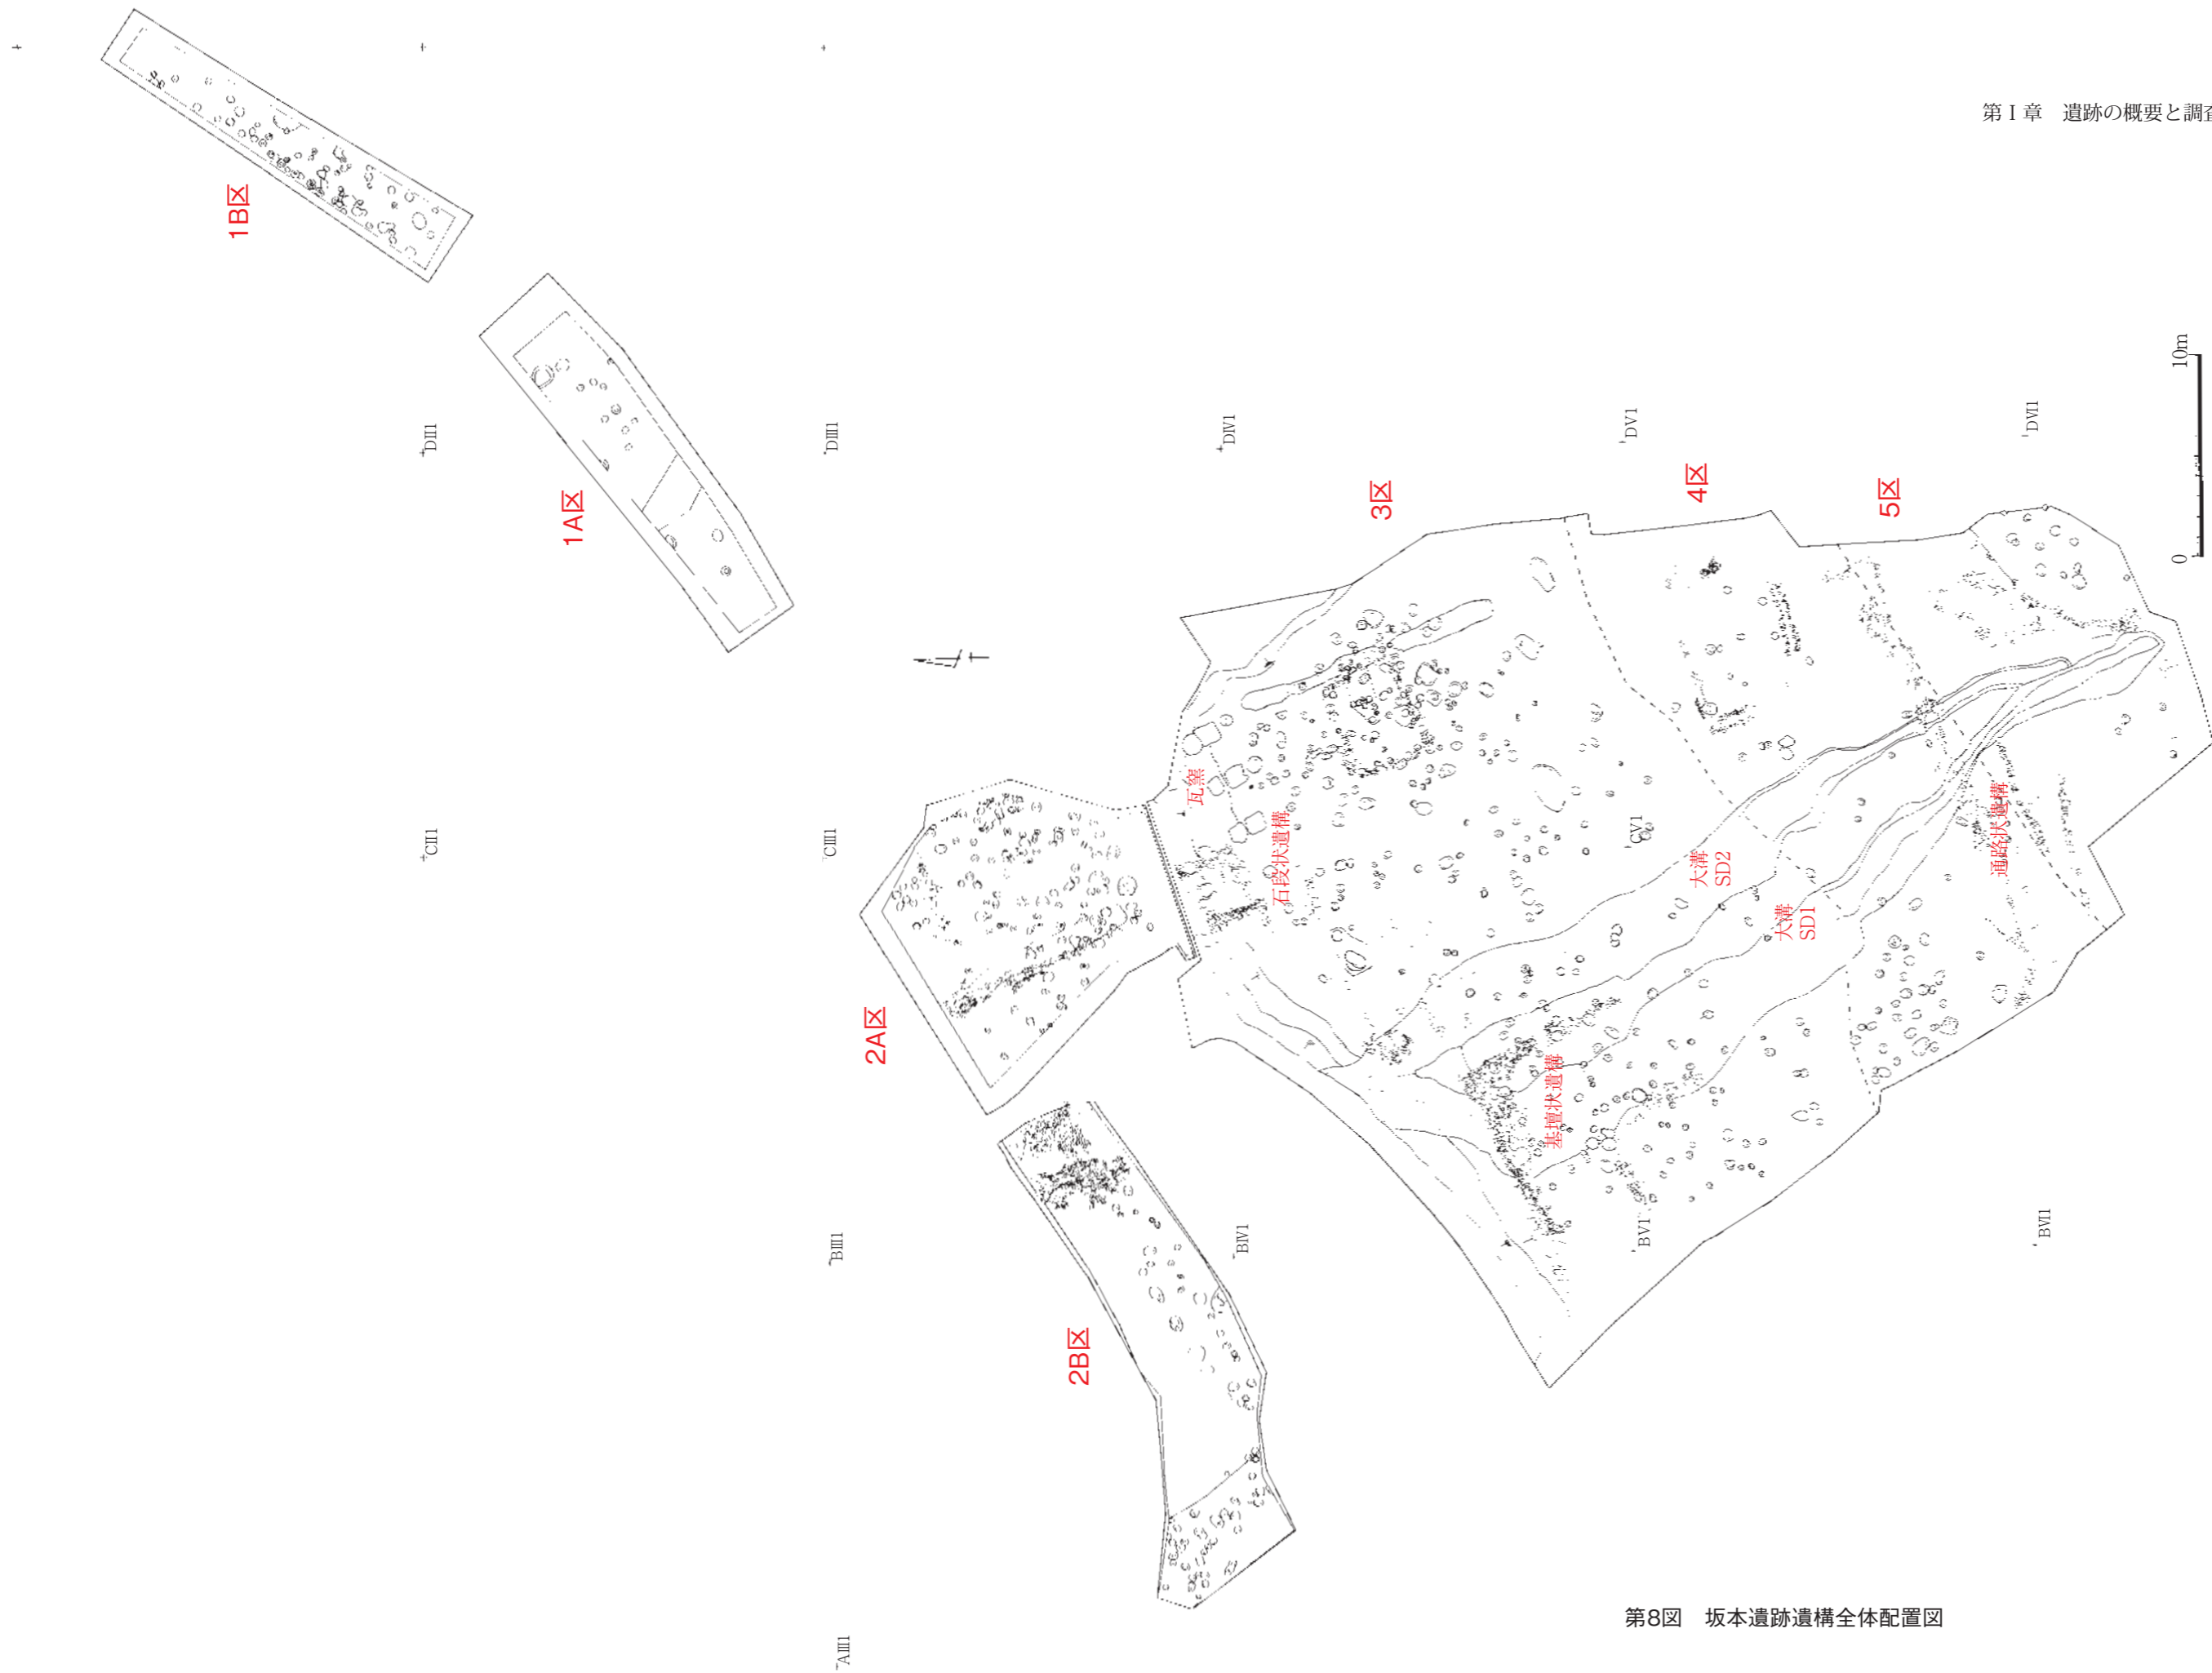 第Ⅰ章　遺跡の概要と調査
1B区
1A区
DⅡ1
DⅢ1
DⅣ1
DⅤ1
DⅥ1
3区
4区
5区
0
10m
CⅡ1
CⅢ1
CⅤ1
瓦窯
石段状遺構
大溝
SD2
大溝
SD1
通路状遺構
2A区
基壇状遺構
2B区
BⅢ1
BⅣ1
BⅤ1
BⅥ1
AⅢ1
第8図　坂本遺跡遺構全体配置図